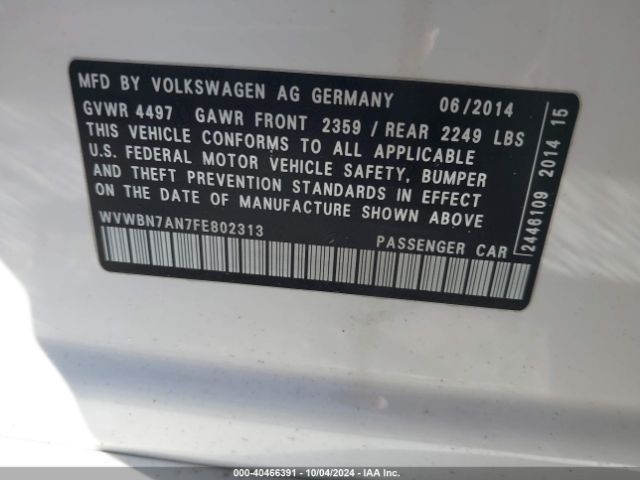 MFD BY VOLKSWAGEN AG GERMANY 06/2014
GVWR 4497 GAWR FRONT 2359 / REAR 2249 LBS
THIS VEHICLE CONFORMS TO ALL APPLICABLE
U.S. FEDERAL MOTOR VEHICLE SAFETY, BUMPER
AND THEFT PREVENTION STANDARDS IN EFFECT
ON THE DATE OF MANUFACTURE SHOWN ABOVE
WVWBN7AN7FE802313
PASSENGER CAR
2446109 2014 15
000-40466391 - 10/04/2024 - IAA Inc.